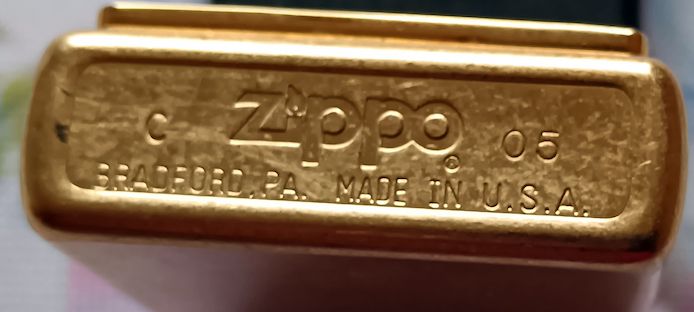 C Zippo ® 05
BRADFORD, PA. MADE IN U.S.A.